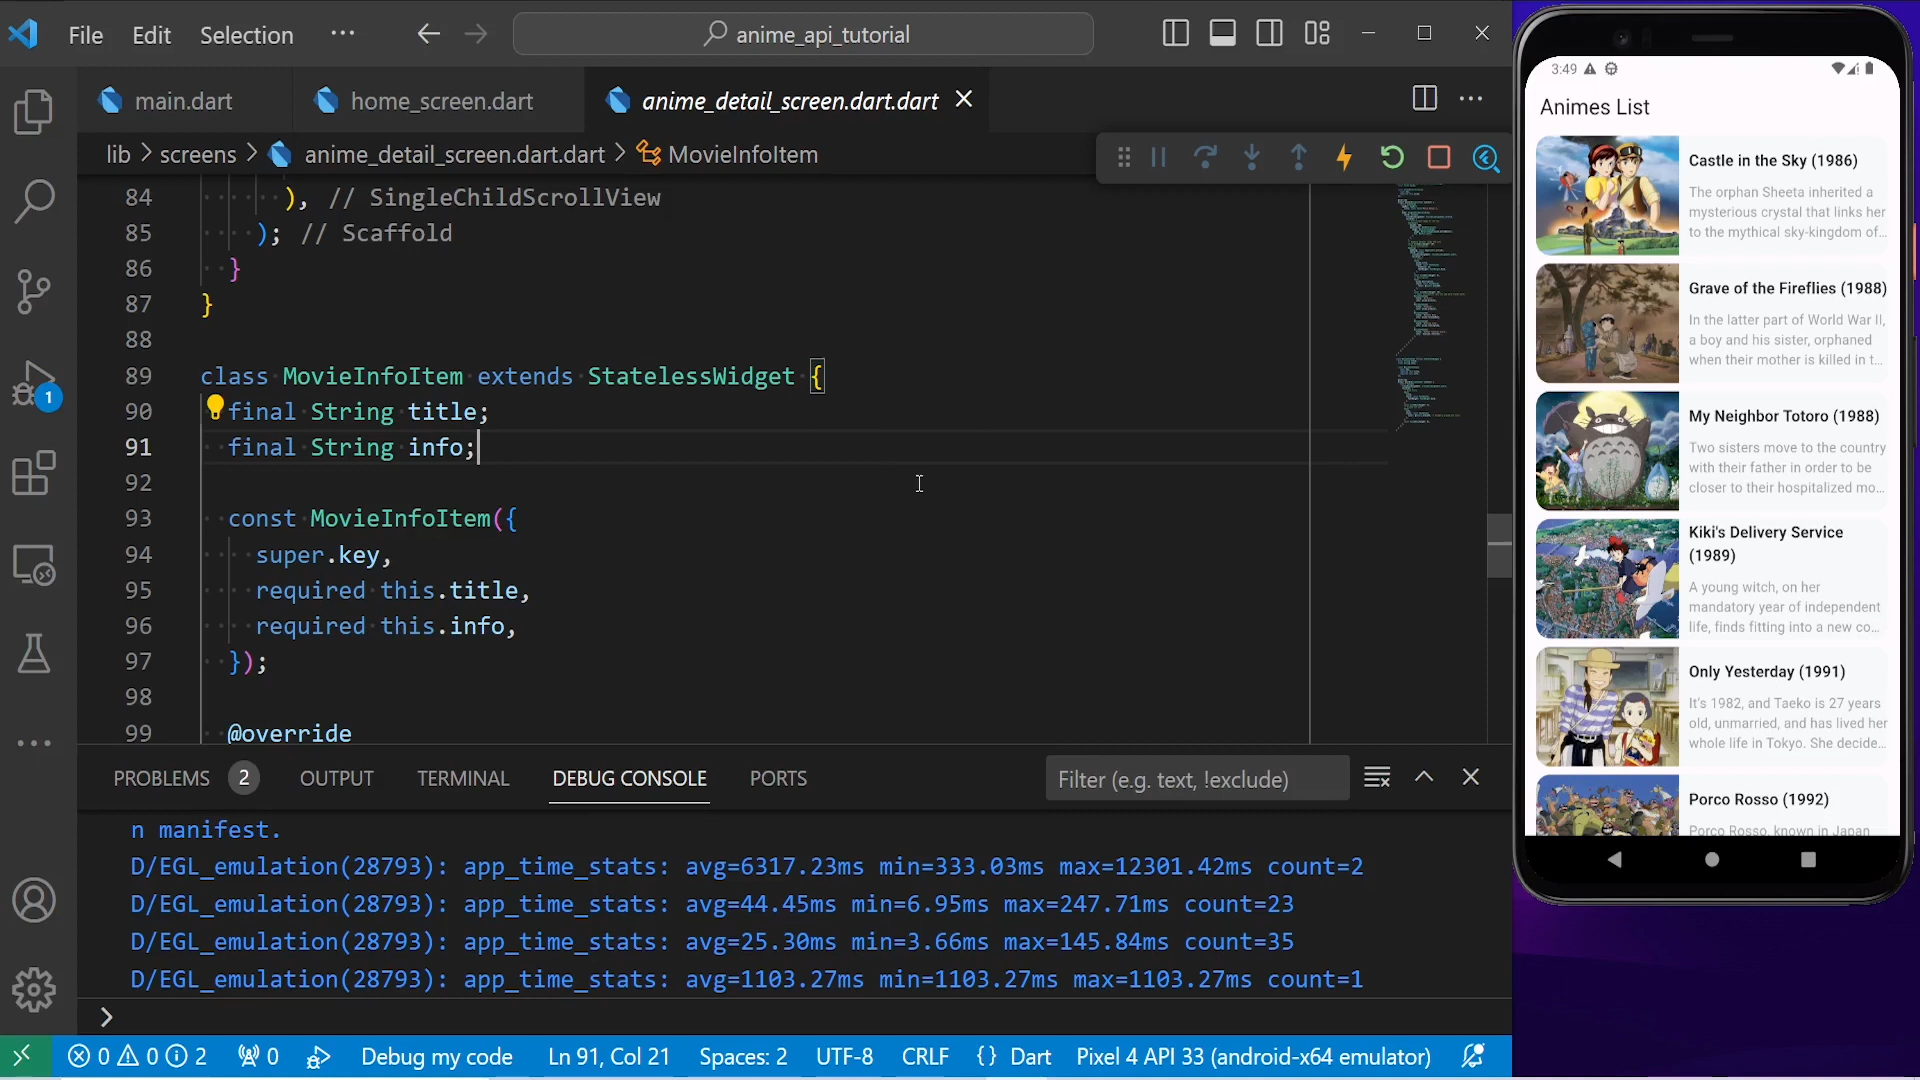 File Edit Selection ··· anime_api_tutorial
main.dart home_screen.dart anime_detail_screen.dart.dart
lib > screens > anime_detail_screen.dart.dart > MovieInfoItem
84 ), // SingleChildScrollView
85 ); // Scaffold
86 }
87 }
88
89 class MovieInfoItem extends StatelessWidget {
90 final String title;
91 final String info;
92
93 const MovieInfoItem({
94 super.key,
95 required this.title,
96 required this.info,
97 });
98
99 @override
PROBLEMS 2 OUTPUT TERMINAL DEBUG CONSOLE PORTS Filter (e.g. text, !exclude)
n manifest.
D/EGL_emulation(28793): app_time_stats: avg=6317.23ms min=333.03ms max=12301.42ms count=2
D/EGL_emulation(28793): app_time_stats: avg=44.45ms min=6.95ms max=247.71ms count=23
D/EGL_emulation(28793): app_time_stats: avg=25.30ms min=3.66ms max=145.84ms count=35
D/EGL_emulation(28793): app_time_stats: avg=1103.27ms min=1103.27ms max=1103.27ms count=1
>
1
0 0 2 0 Debug my code Ln 91, Col 21 Spaces: 2 UTF-8 CRLF {} Dart Pixel 4 API 33 (android-x64 emulator)
3:49
Animes List
Castle in the Sky (1986)
The orphan Sheeta inherited a
mysterious crystal that links her
to the mythical sky-kingdom of...
Grave of the Fireflies (1988)
In the latter part of World War II,
a boy and his sister, orphaned
when their mother is killed in t...
My Neighbor Totoro (1988)
Two sisters move to the country
with their father in order to be
closer to their hospitalized mo...
Kiki's Delivery Service
(1989)
A young witch, on her
mandatory year of independent
life, finds fitting into a new co...
Only Yesterday (1991)
It's 1982, and Taeko is 27 years
old, unmarried, and has lived her
whole life in Tokyo. She decide...
Porco Rosso (1992)
Porco Rosso, known in Japan